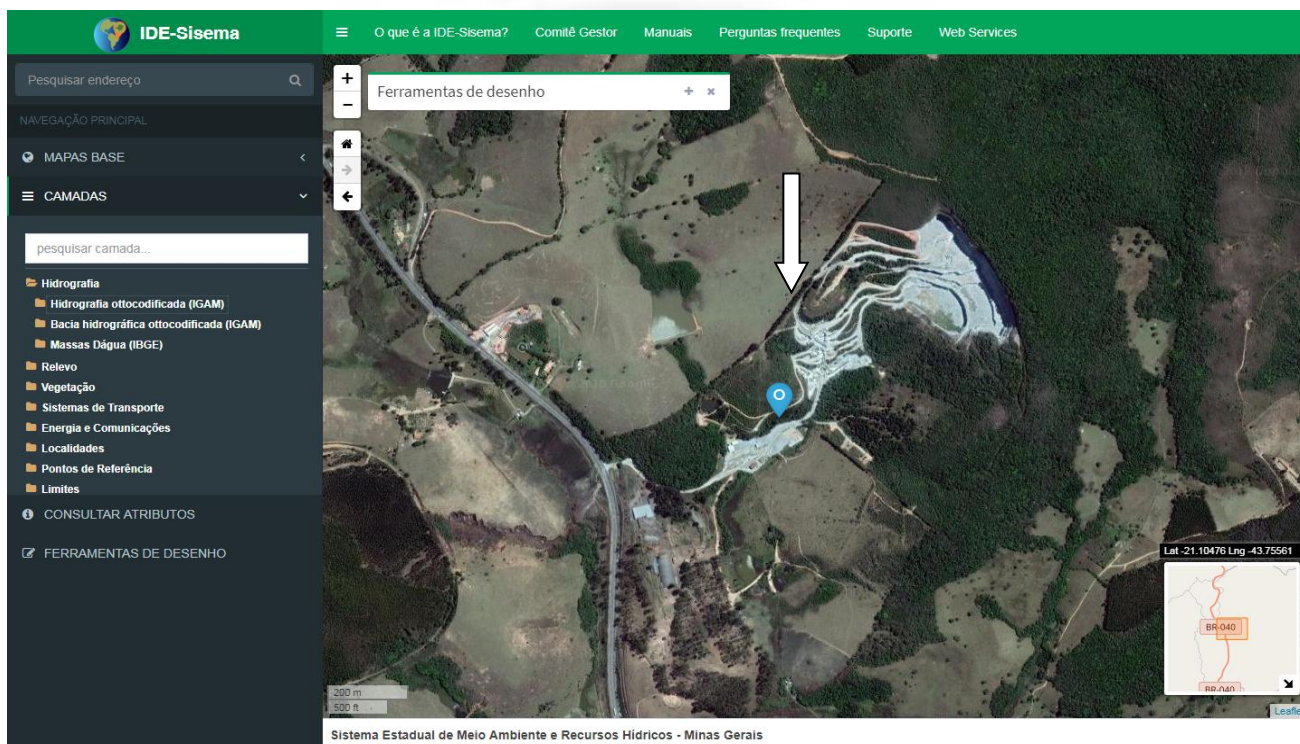 IDE-Sisema
O que é a IDE-Sisema? Comitê Gestor Manuais Perguntas frequentes Suporte Web Services
Pesquisar endereço
NAVEGAÇÃO PRINCIPAL
MAPAS BASE
CAMADAS
pesquisar camada...
Hidrografia
Hidrografia ottocodificada (IGAM)
Bacia hidrográfica ottocodificada (IGAM)
Massas Dágua (IBGE)
Relevo
Vegetação
Sistemas de Transporte
Energia e Comunicações
Localidades
Pontos de Referência
Limites
CONSULTAR ATRIBUTOS
FERRAMENTAS DE DESENHO
+
−
Ferramentas de desenho
Lat -21.10476 Lng -43.75561
BR-040
BR-040
200 m
500 ft
Leafle
Sistema Estadual de Meio Ambiente e Recursos Hídricos - Minas Gerais